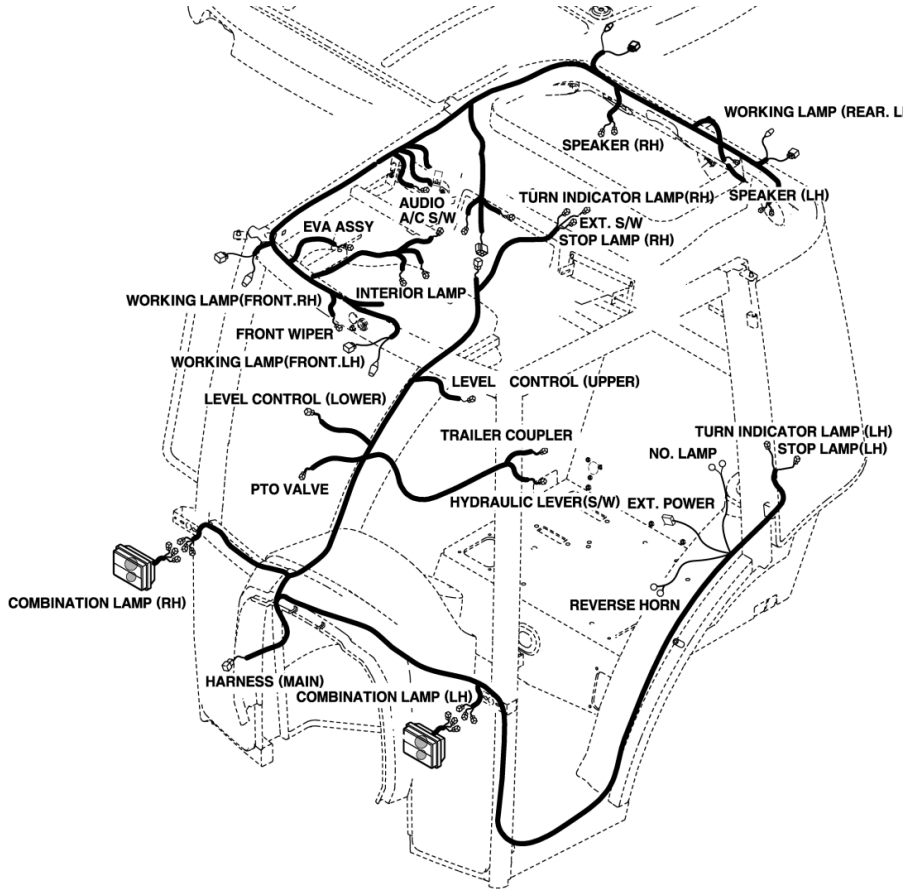 WORKING LAMP (REAR. L
SPEAKER (RH)
SPEAKER (LH)
TURN INDICATOR LAMP(RH)
AUDIO
A/C S/W
EXT. S/W
STOP LAMP (RH)
EVA ASSY
INTERIOR LAMP
WORKING LAMP(FRONT.RH)
FRONT WIPER
WORKING LAMP(FRONT.LH)
LEVEL CONTROL (UPPER)
LEVEL CONTROL (LOWER)
TRAILER COUPLER
TURN INDICATOR LAMP (LH)
STOP LAMP(LH)
NO. LAMP
PTO VALVE
HYDRAULIC LEVER(S/W)
EXT. POWER
COMBINATION LAMP (RH)
REVERSE HORN
HARNESS (MAIN)
COMBINATION LAMP (LH)